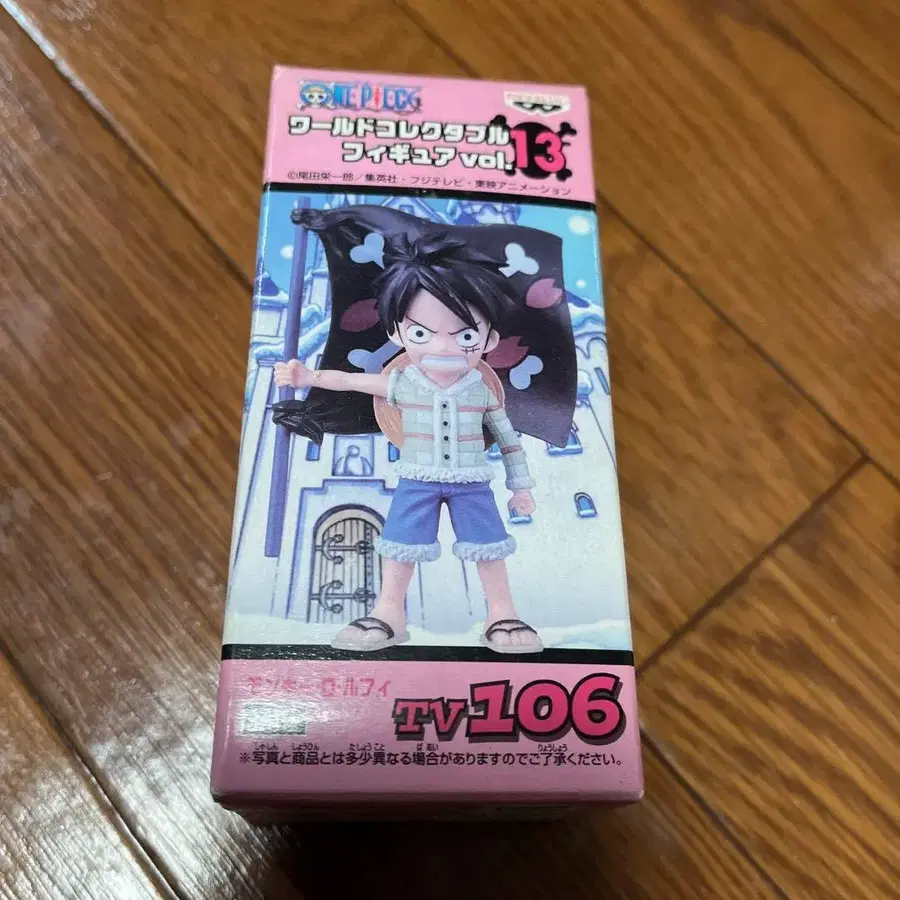 ONE PIECE
ワールドコレクタブル
フィギュアvol.13
©尾田栄一郎/集英社・フジテレビ・東映アニメーション
モンキー・D・ルフィ
TV106
※写真と商品とは多少異なる場合がありますのでご了承ください。